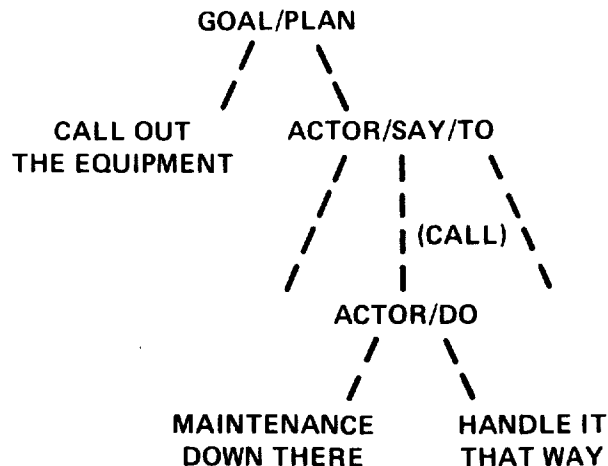 GOAL/PLAN
CALL OUT
THE EQUIPMENT
ACTOR/SAY/TO
(CALL)
ACTOR/DO
MAINTENANCE
DOWN THERE
HANDLE IT
THAT WAY